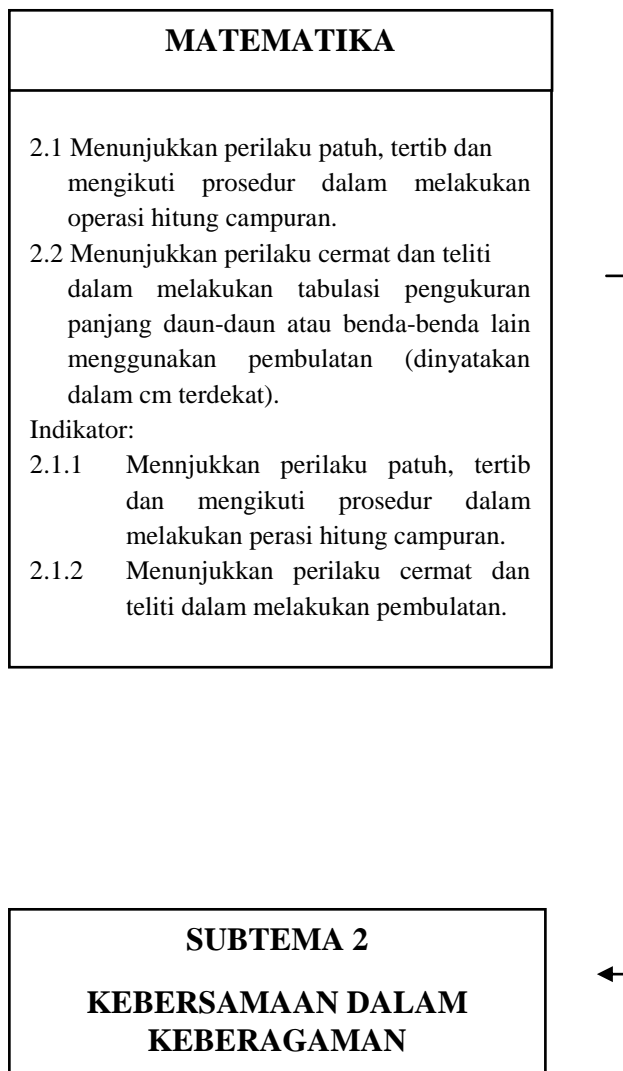 MATEMATIKA
2.1 Menunjukkan perilaku patuh, tertib dan
mengikuti prosedur dalam melakukan
operasi hitung campuran.
2.2 Menunjukkan perilaku cermat dan teliti
dalam melakukan tabulasi pengukuran
panjang daun-daun atau benda-benda lain
menggunakan pembulatan (dinyatakan
dalam cm terdekat).
Indikator:
2.1.1 Mennjukkan perilaku patuh, tertib
dan mengikuti prosedur dalam
melakukan perasi hitung campuran.
2.1.2 Menunjukkan perilaku cermat dan
teliti dalam melakukan pembulatan.
SUBTEMA 2
KEBERSAMAAN DALAM
KEBERAGAMAN